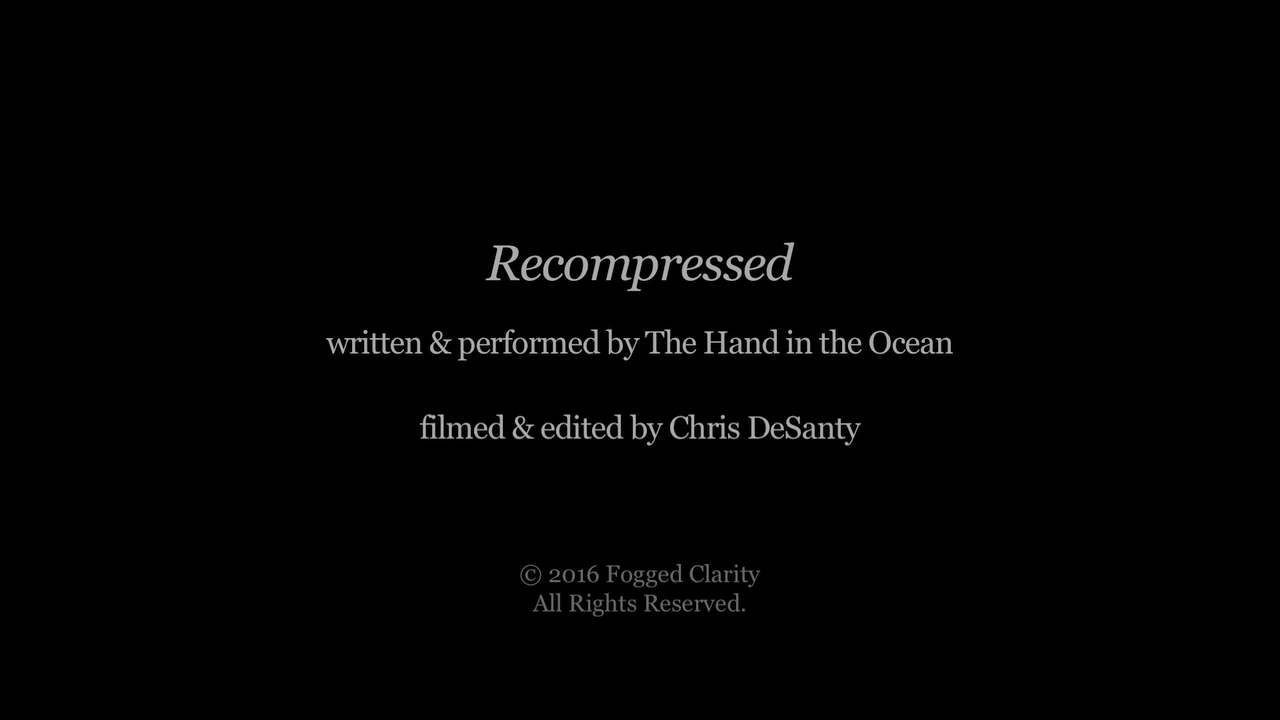 Recompressed
written & performed by The Hand in the Ocean
filmed & edited by Chris DeSanty
© 2016 Fogged Clarity
All Rights Reserved.